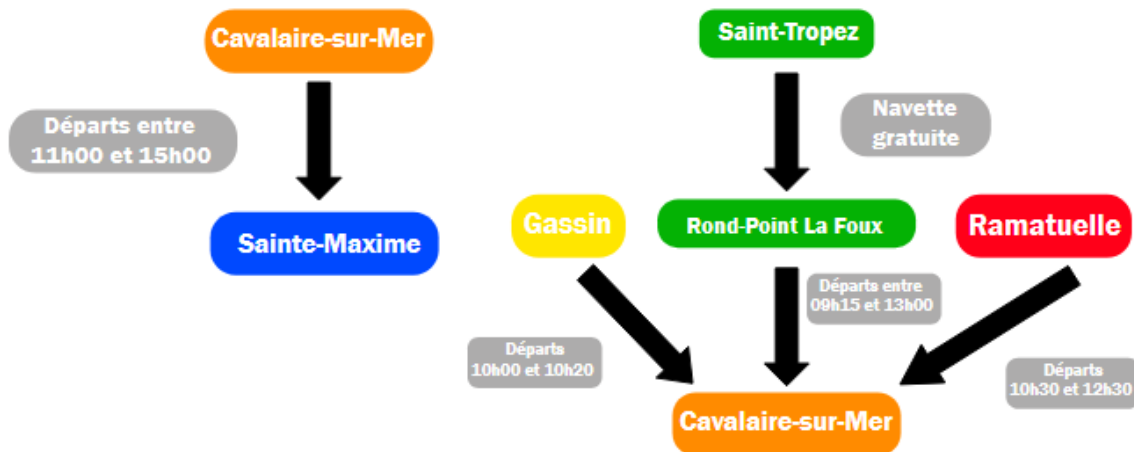 Cavalaire-sur-Mer
Départs entre
11h00 et 15h00
Sainte-Maxime
Saint-Tropez
Navette
gratuite
Gassin
Rond-Point La Foux
Ramatuelle
Départs entre
09h15 et 13h00
Départs
10h00 et 10h20
Départs
10h30 et 12h30
Cavalaire-sur-Mer